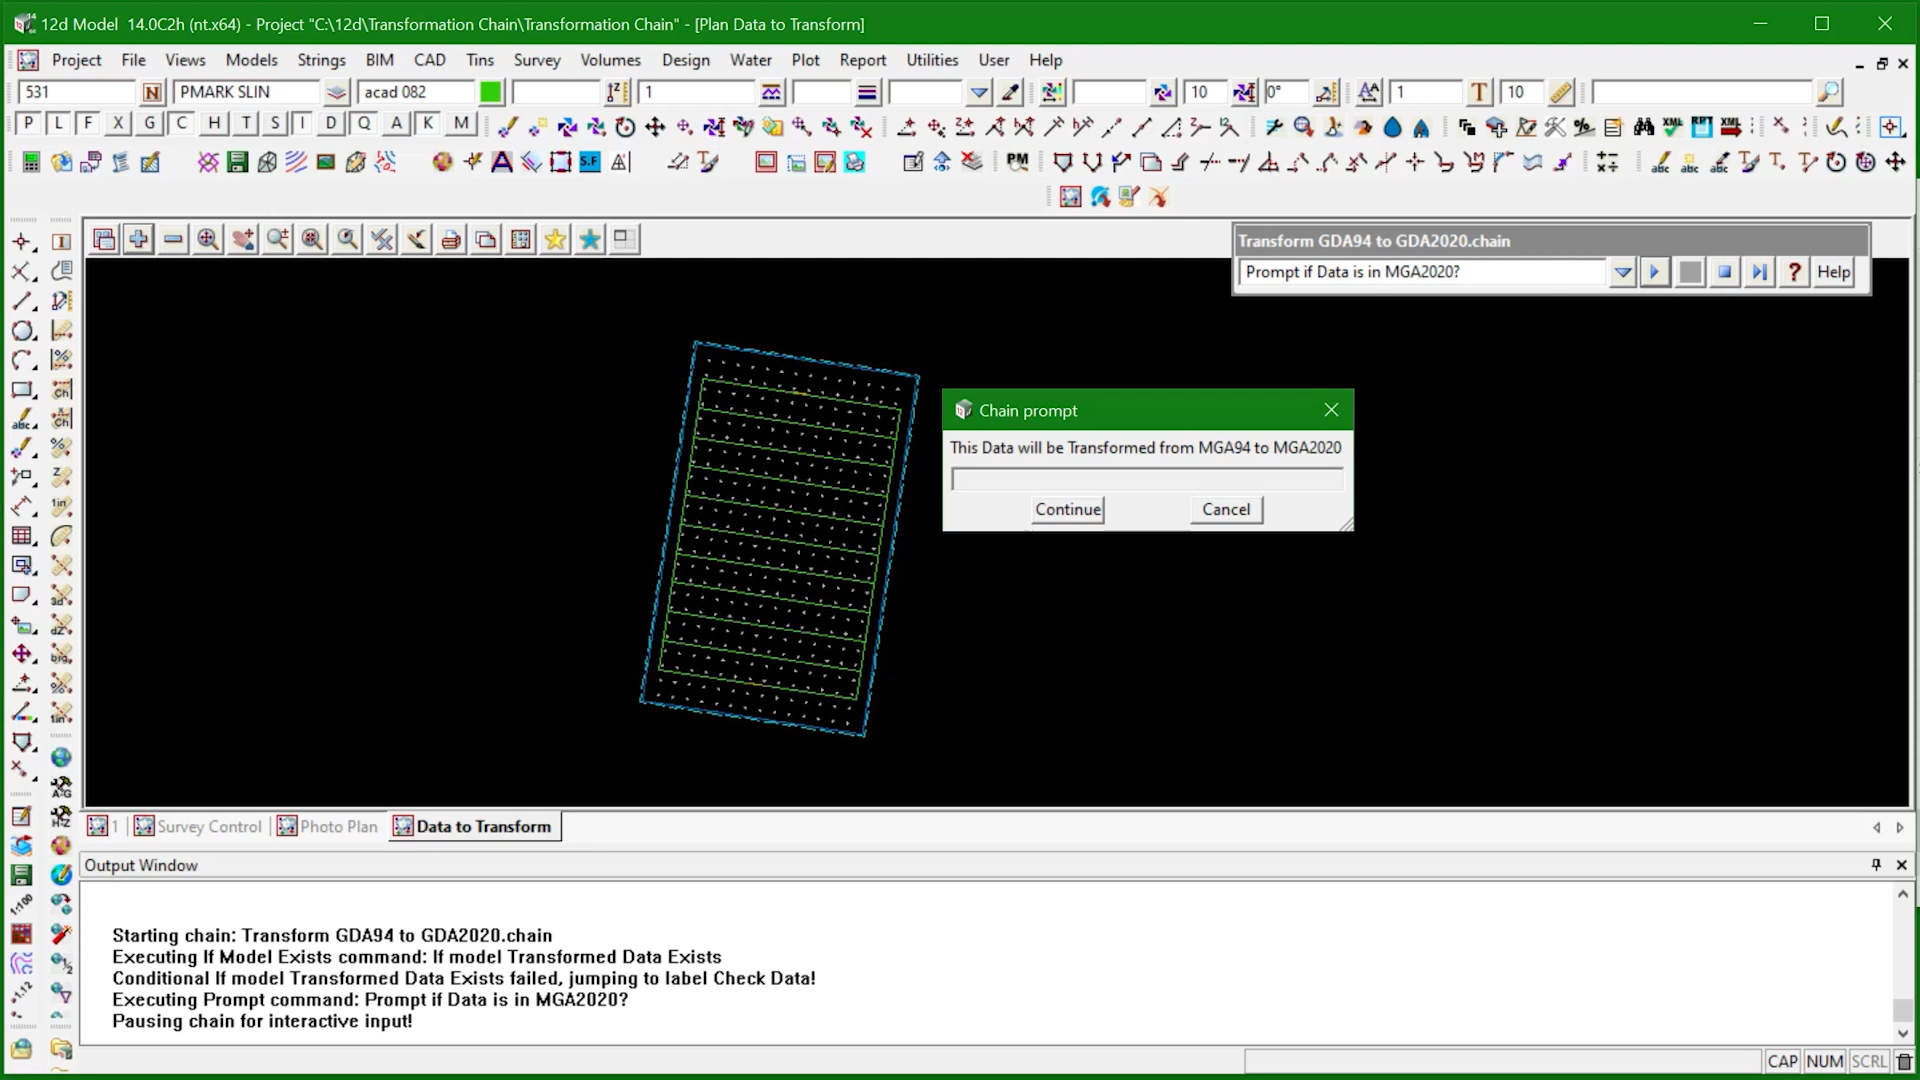 12d Model 14.0C2h (nt.x64) - Project "C:\12d\Transformation Chain\Transformation Chain" - [Plan Data to Transform]
Project File Views Models Strings BIM CAD Tins Survey Volumes Design Water Plot Report Utilities User Help
531 N PMARK SLIN acad 082 1 10 0° 1 T 10
P L F X G C H T S I D Q A K M
S.F PM
Transform GDA94 to GDA2020.chain
Prompt if Data is in MGA2020? ? Help
Chain prompt
This Data will be Transformed from MGA94 to MGA2020
Continue Cancel
1 Survey Control Photo Plan Data to Transform
Output Window
Starting chain: Transform GDA94 to GDA2020.chain
Executing If Model Exists command: If model Transformed Data Exists
Conditional If model Transformed Data Exists failed, jumping to label Check Data!
Executing Prompt command: Prompt if Data is in MGA2020?
Pausing chain for interactive input!
CAP NUM SCRL